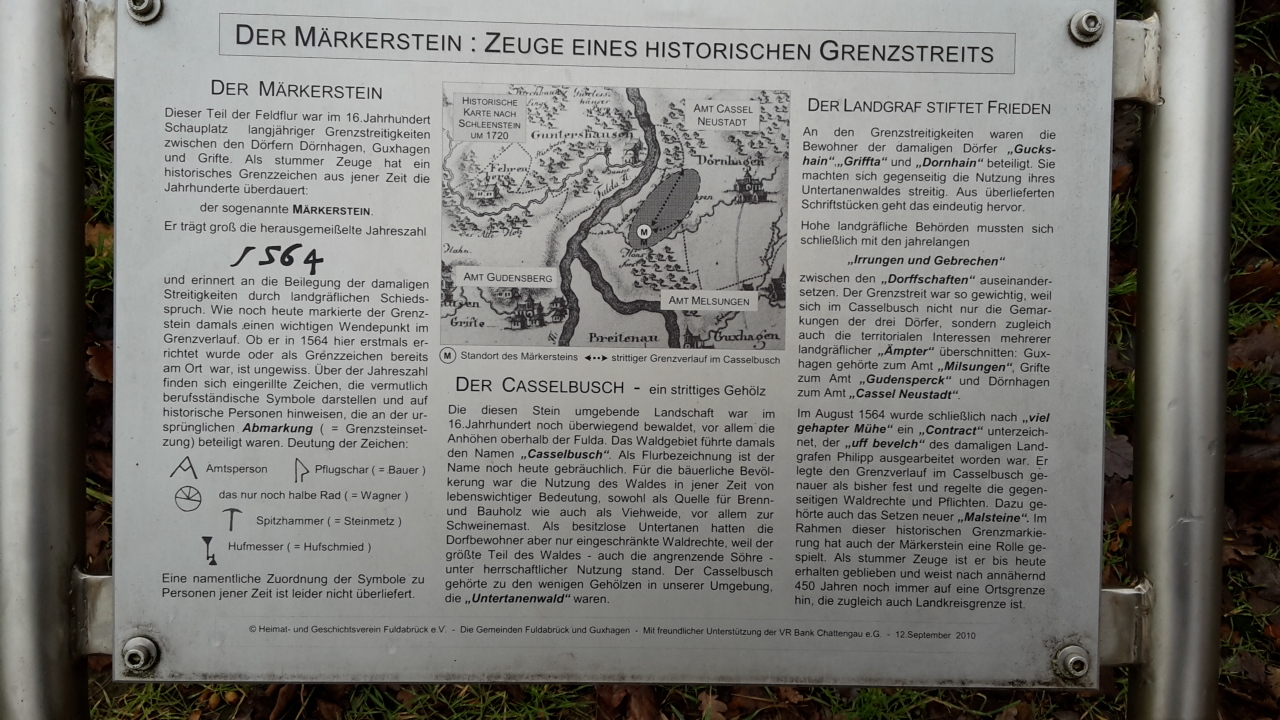 DER MÄRKERSTEIN : ZEUGE EINES HISTORISCHEN GRENZSTREITS
DER MÄRKERSTEIN
Dieser Teil der Feldflur war im 16.Jahrhundert
Schauplatz langjähriger Grenzstreitigkeiten
zwischen den Dörfern Dörnhagen, Guxhagen
und Grifte. Als stummer Zeuge hat ein
historisches Grenzzeichen aus jener Zeit die
Jahrhunderte überdauert:
der sogenannte MÄRKERSTEIN.
Er trägt groß die herausgemeißelte Jahreszahl
1564
und erinnert an die Beilegung der damaligen
Streitigkeiten durch landgräflichen Schieds-
spruch. Wie noch heute markierte der Grenz-
stein damals einen wichtigen Wendepunkt im
Grenzverlauf. Ob er in 1564 hier erstmals er-
richtet wurde oder als Grenzzeichen bereits
am Ort war, ist ungewiss. Über der Jahreszahl
finden sich eingerillte Zeichen, die vermutlich
berufsständische Symbole darstellen und auf
historische Personen hinweisen, die an der ur-
sprünglichen Abmarkung ( = Grenzsteinset-
zung) beteiligt waren. Deutung der Zeichen:
Amtsperson Pflugschar ( = Bauer )
das nur noch halbe Rad ( = Wagner )
Spitzhammer ( = Steinmetz )
Hufmesser ( = Hufschmied )
Eine namentliche Zuordnung der Symbole zu
Personen jener Zeit ist leider nicht überliefert.
HISTORISCHE
KARTE NACH
SCHLEENSTEIN
UM 1720
AMT CASSEL
NEUSTADT
Guntershausen
Dörnhagen
Fehren
Fulda fl
M
Hahn
AMT GUDENSBERG
AMT MELSUNGEN
Grifte
Breitenau
Guxhagen
M Standort des Märkersteins strittiger Grenzverlauf im Casselbusch
DER CASSELBUSCH - ein strittiges Gehölz
Die diesen Stein umgebende Landschaft war im
16.Jahrhundert noch überwiegend bewaldet, vor allem die
Anhöhen oberhalb der Fulda. Das Waldgebiet führte damals
den Namen „Casselbusch“. Als Flurbezeichnung ist der
Name noch heute gebräuchlich. Für die bäuerliche Bevöl-
kerung war die Nutzung des Waldes in jener Zeit von
lebenswichtiger Bedeutung, sowohl als Quelle für Brenn-
und Bauholz wie auch als Viehweide, vor allem zur
Schweinemast. Als besitzlose Untertanen hatten die
Dorfbewohner aber nur eingeschränkte Waldrechte, weil der
größte Teil des Waldes - auch die angrenzende Söhre -
unter herrschaftlicher Nutzung stand. Der Casselbusch
gehörte zu den wenigen Gehölzen in unserer Umgebung,
die „Untertanenwald“ waren.
DER LANDGRAF STIFTET FRIEDEN
An den Grenzstreitigkeiten waren die
Bewohner der damaligen Dörfer „Gucks-
hain“,„Griffta“ und „Dornhain“ beteiligt. Sie
machten sich gegenseitig die Nutzung ihres
Untertanenwaldes streitig. Aus überlieferten
Schriftstücken geht das eindeutig hervor.
Hohe landgräfliche Behörden mussten sich
schließlich mit den jahrelangen
„Irrungen und Gebrechen“
zwischen den „Dorffschaften“ auseinander-
setzen. Der Grenzstreit war so gewichtig, weil
sich im Casselbusch nicht nur die Gemar-
kungen der drei Dörfer, sondern zugleich
auch die territorialen Interessen mehrerer
landgräflicher „Ämpter“ überschnitten: Gux-
hagen gehörte zum Amt „Milsungen“, Grifte
zum Amt „Gudensperck“ und Dörnhagen
zum Amt „Cassel Neustadt“.
Im August 1564 wurde schließlich nach „viel
gehapter Mühe“ ein „Contract“ unterzeich-
net, der „uff bevelch“ des damaligen Land-
grafen Philipp ausgearbeitet worden war. Er
legte den Grenzverlauf im Casselbusch ge-
nauer als bisher fest und regelte die gegen-
seitigen Waldrechte und Pflichten. Dazu ge-
hörte auch das Setzen neuer „Malsteine“. Im
Rahmen dieser historischen Grenzmarkie-
rung hat auch der Märkerstein eine Rolle ge-
spielt. Als stummer Zeuge ist er bis heute
erhalten geblieben und weist nach annähernd
450 Jahren noch immer auf eine Ortsgrenze
hin, die zugleich auch Landkreisgrenze ist.
© Heimat- und Geschichtsverein Fuldabrück e.V. - Die Gemeinden Fuldabrück und Guxhagen - Mit freundlicher Unterstützung der VR Bank Chattengau e.G. - 12.September 2010